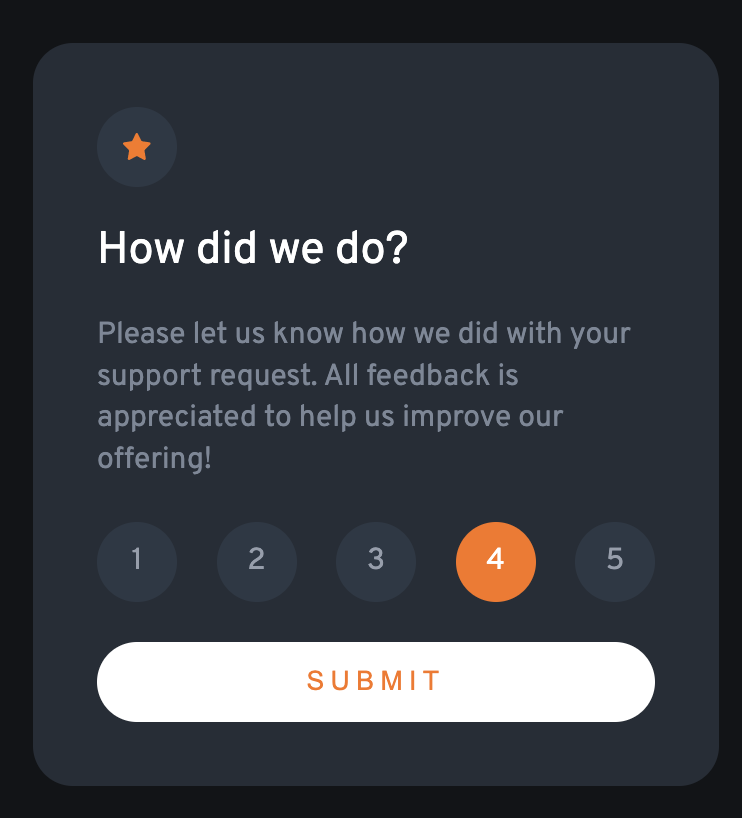 How did we do?
Please let us know how we did with your
support request. All feedback is
appreciated to help us improve our
offering!
1 2 3 4 5
SUBMIT